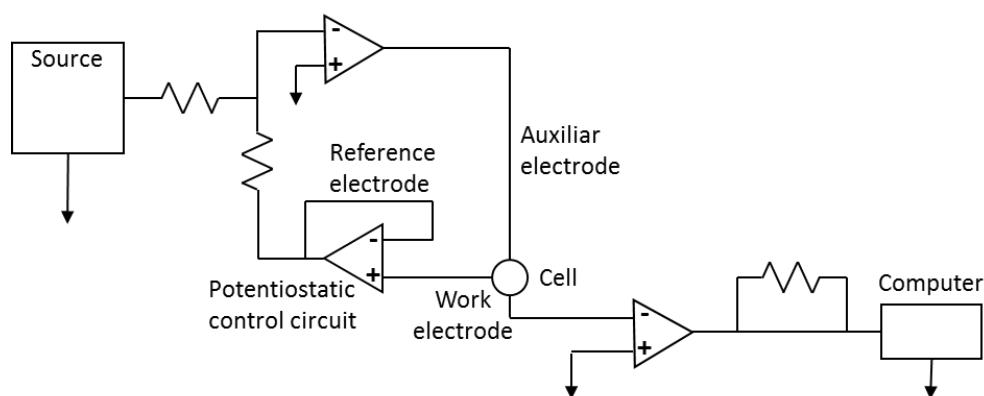 Source
-
+
Auxiliar
electrode
Reference
electrode
-
+
Potentiostatic
control circuit
Work
electrode
Cell
-
+
Computer